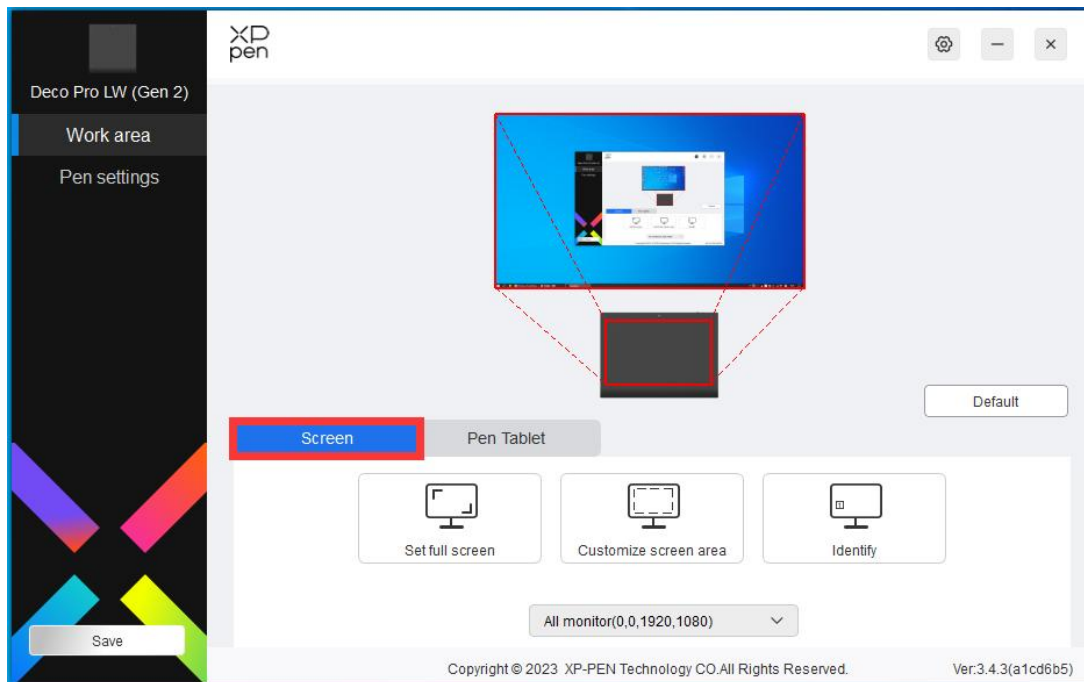 XP
pen
Deco Pro LW (Gen 2)
Work area
Pen settings
Default
Screen
Pen Tablet
Set full screen
Customize screen area
Identify
All monitor(0,0,1920,1080)
Save
Copyright © 2023 XP-PEN Technology CO.All Rights Reserved.
Ver:3.4.3(a1cd6b5)